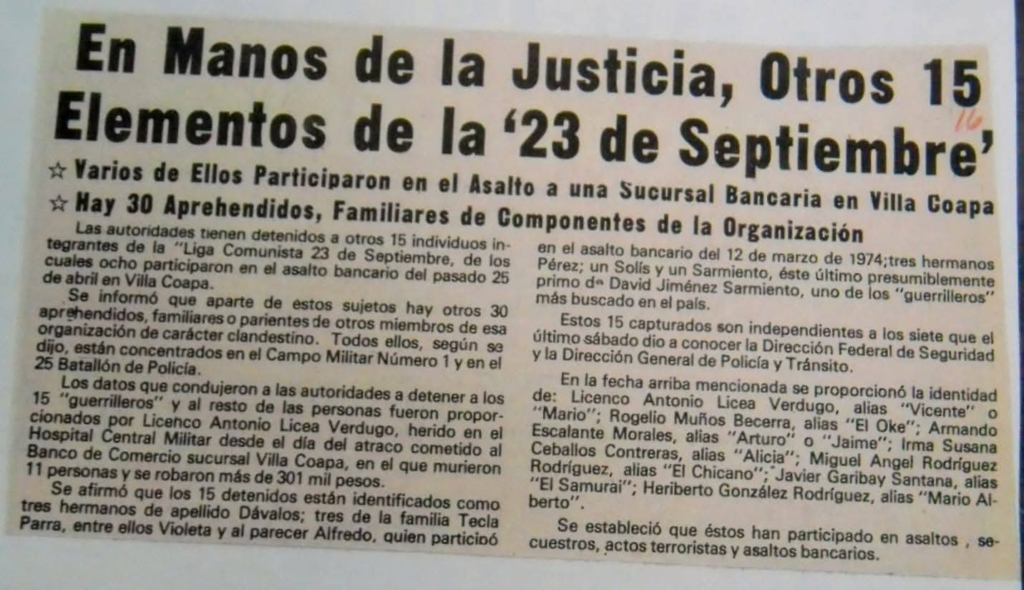 En Manos de la Justicia, Otros 15
Elementos de la '23 de Septiembre'
16
☆ Varios de Ellos Participaron en el Asalto a una Sucursal Bancaria en Villa Coapa
☆ Hay 30 Aprehendidos, Familiares de Componentes de la Organización
Las autoridades tienen detenidos a otros 15 individuos in-
tegrantes de la "Liga Comunista 23 de Septiembre, de los
cuales ocho participaron en el asalto bancario del pasado 25
de abril en Villa Coapa.
Se informó que aparte de estos sujetos hay otros 30
aprehendidos, familiares o parientes de otros miembros de esa
organización de carácter clandestino. Todos ellos, según se
dijo, están concentrados en el Campo Militar Número 1 y en el
25 Batallón de Policía.
Los datos que condujeron a las autoridades a detener a los
15 "guerrilleros" y al resto de las personas fueron propor-
cionados por Licenco Antonio Licea Verdugo, herido en el
Hospital Central Militar desde el día del atraco cometido al
Banco de Comercio sucursal Villa Coapa, en el que murieron
11 personas y se robaron más de 301 mil pesos.
Se afirmó que los 15 detenidos están identificados como
tres hermanos de apellido Dávalos; tres de la familia Tecla
Parra, entre ellos Violeta y al parecer Alfredo, quien participó
en el asalto bancario del 12 de marzo de 1974;tres hermanos
Pérez; un Solís y un Sarmiento, éste último presumiblemente
primo de David Jiménez Sarmiento, uno de los "guerrilleros"
más buscado en el país.
Estos 15 capturados son independientes a los siete que el
último sábado dio a conocer la Dirección Federal de Seguridad
y la Dirección General de Policía y Tránsito.
En la fecha arriba mencionada se proporcionó la identidad
de: Licenco Antonio Licea Verdugo, alias "Vicente" o
"Mario"; Rogelio Muños Becerra, alias "El Oke"; Armando
Escalante Morales, alias "Arturo" o "Jaime"; Irma Susana
Ceballos Contreras, alias "Alicia"; Miguel Angel Rodríguez
Rodríguez, alias "El Chicano"; Javier Garibay Santana, alias
"El Samurai"; Heriberto González Rodríguez, alias "Mario Al-
berto".
Se estableció que éstos han participado en asaltos , se-
cuestros, actos terroristas y asaltos bancarios.